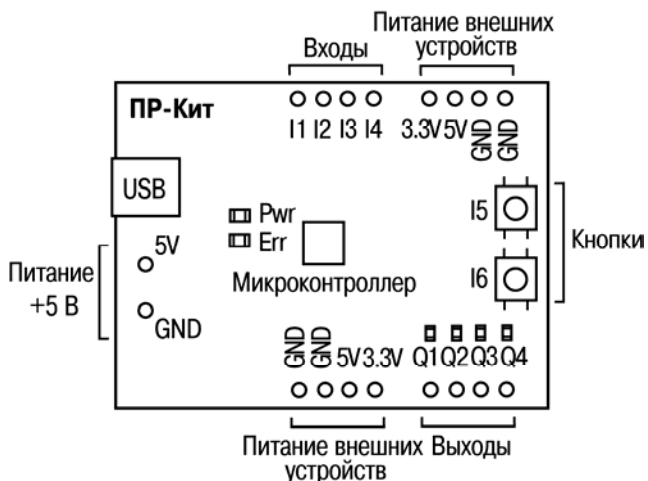 Входы
Питание внешних
устройств
ПР-Кит
I1 I2 I3 I4
3.3V 5V GND GND
USB
Pwr
Err
I5
Кнопки
Питание
+5 В
5V
GND
Микроконтроллер
I6
GND GND 5V 3.3V
Q1 Q2 Q3 Q4
Питание внешних
устройств
Выходы